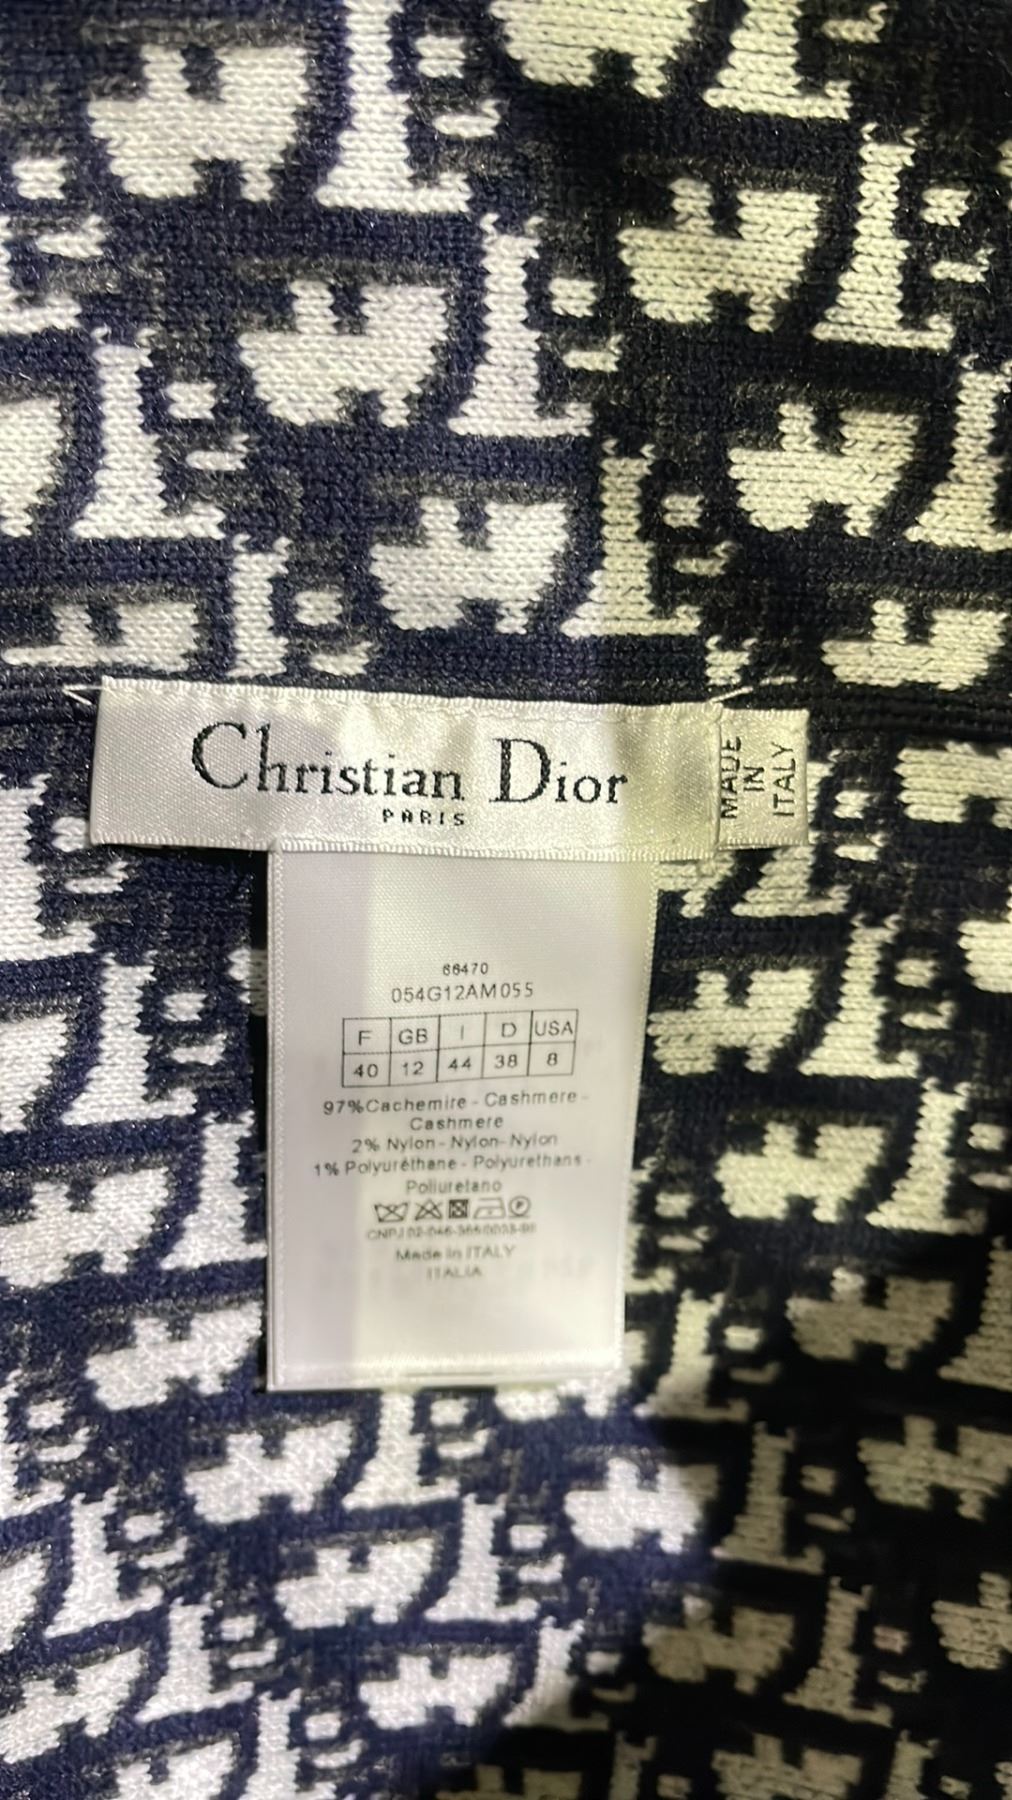 Christian Dior
PARIS
MADE
IN
ITALY
66470
054G12AM055
F GB I D USA
40 12 44 38 8
97%Cachemire - Cashmere -
Cashmere
2% Nylon - Nylon - Nylon
1% Polyuréthane - Polyurethans -
Poliuretano
Made in ITALY
ITALIA